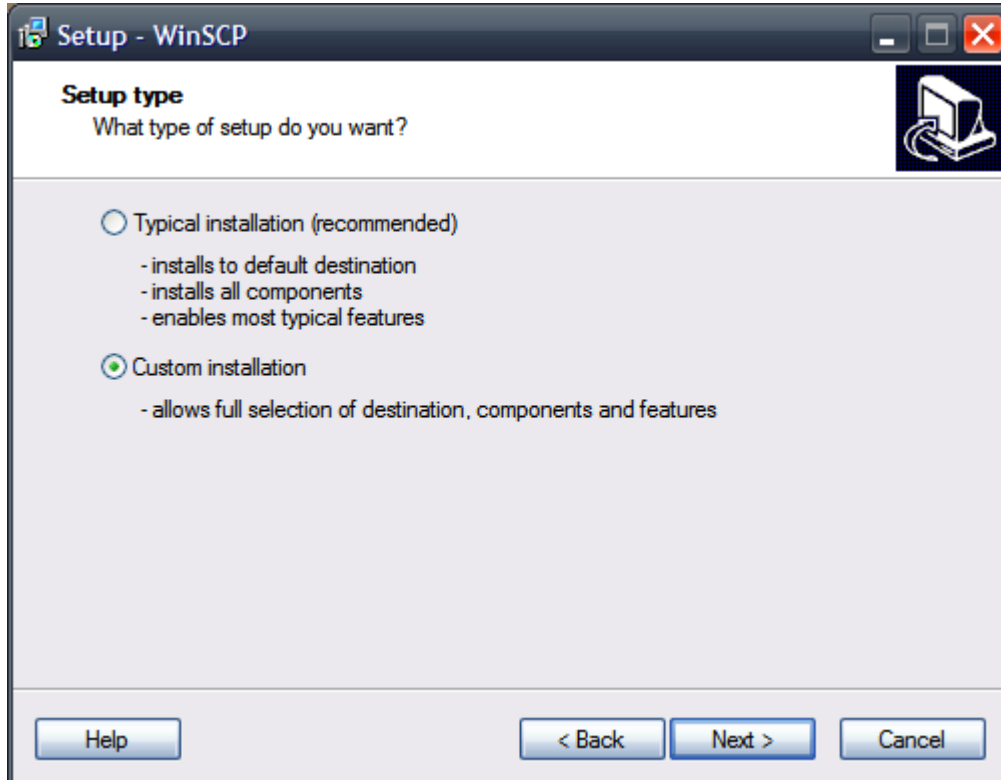 Setup - WinSCP
Setup type
What type of setup do you want?
Typical installation (recommended)
- installs to default destination
- installs all components
- enables most typical features
Custom installation
- allows full selection of destination, components and features
Help
< Back
Next >
Cancel